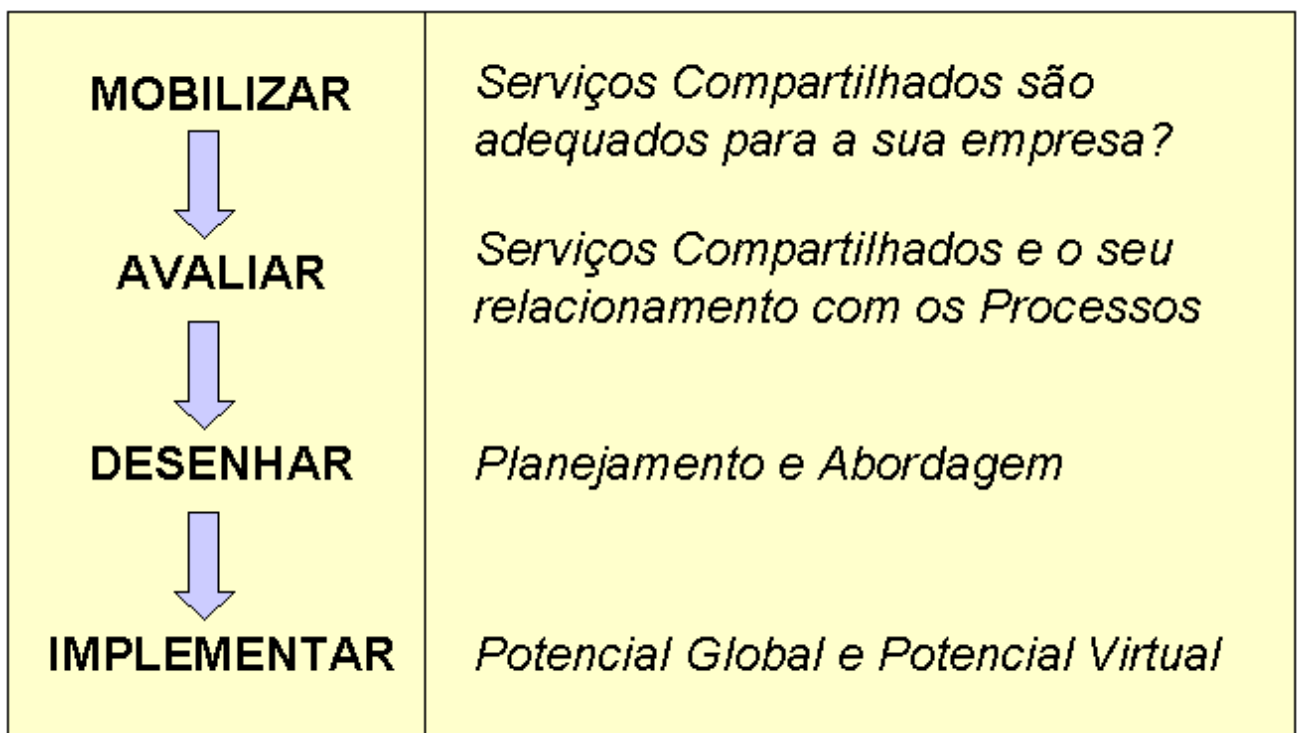 MOBILIZAR
Serviços Compartilhados são
adequados para a sua empresa?
AVALIAR
Serviços Compartilhados e o seu
relacionamento com os Processos
DESENHAR
Planejamento e Abordagem
IMPLEMENTAR
Potencial Global e Potencial Virtual